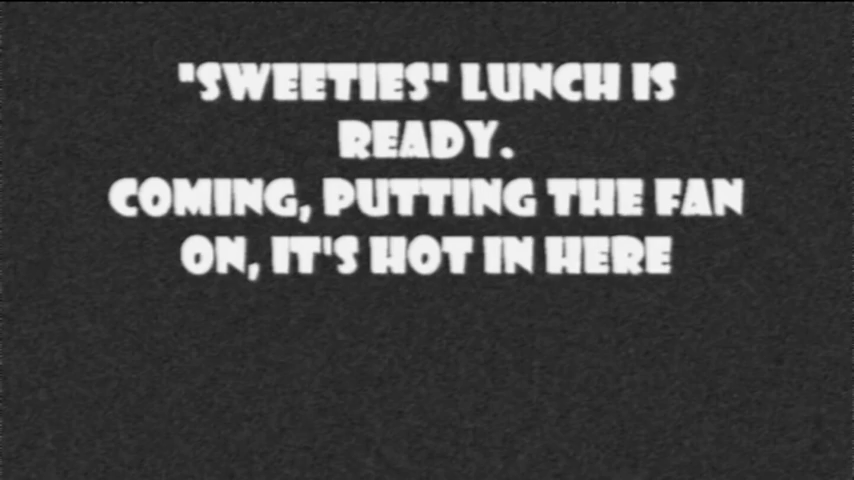 "SWEETIES" LUNCH IS
READY.
COMING, PUTTING THE FAN
ON, IT'S HOT IN HERE